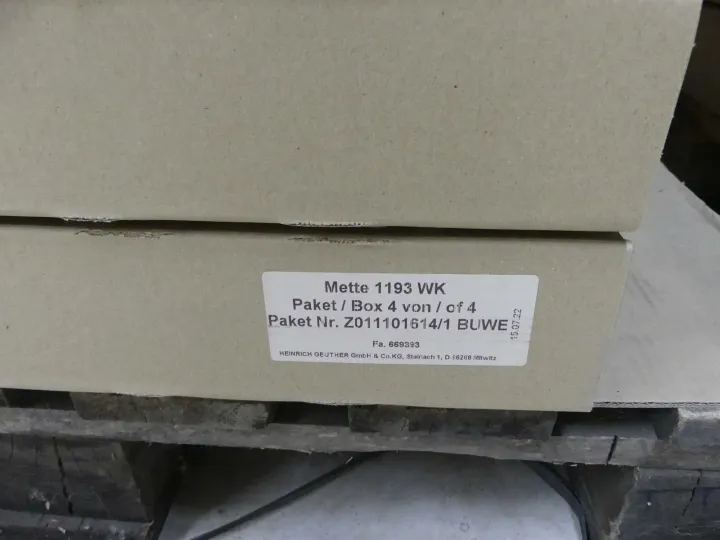 Mette 1193 WK
Paket / Box 4 von / of 4
Paket Nr. Z011101614/1 BUWE
15.07.22
Fa. 669393
HEINRICH GEUTHER GmbH & Co.KG, Steinach 1, D-96268 Mitwitz